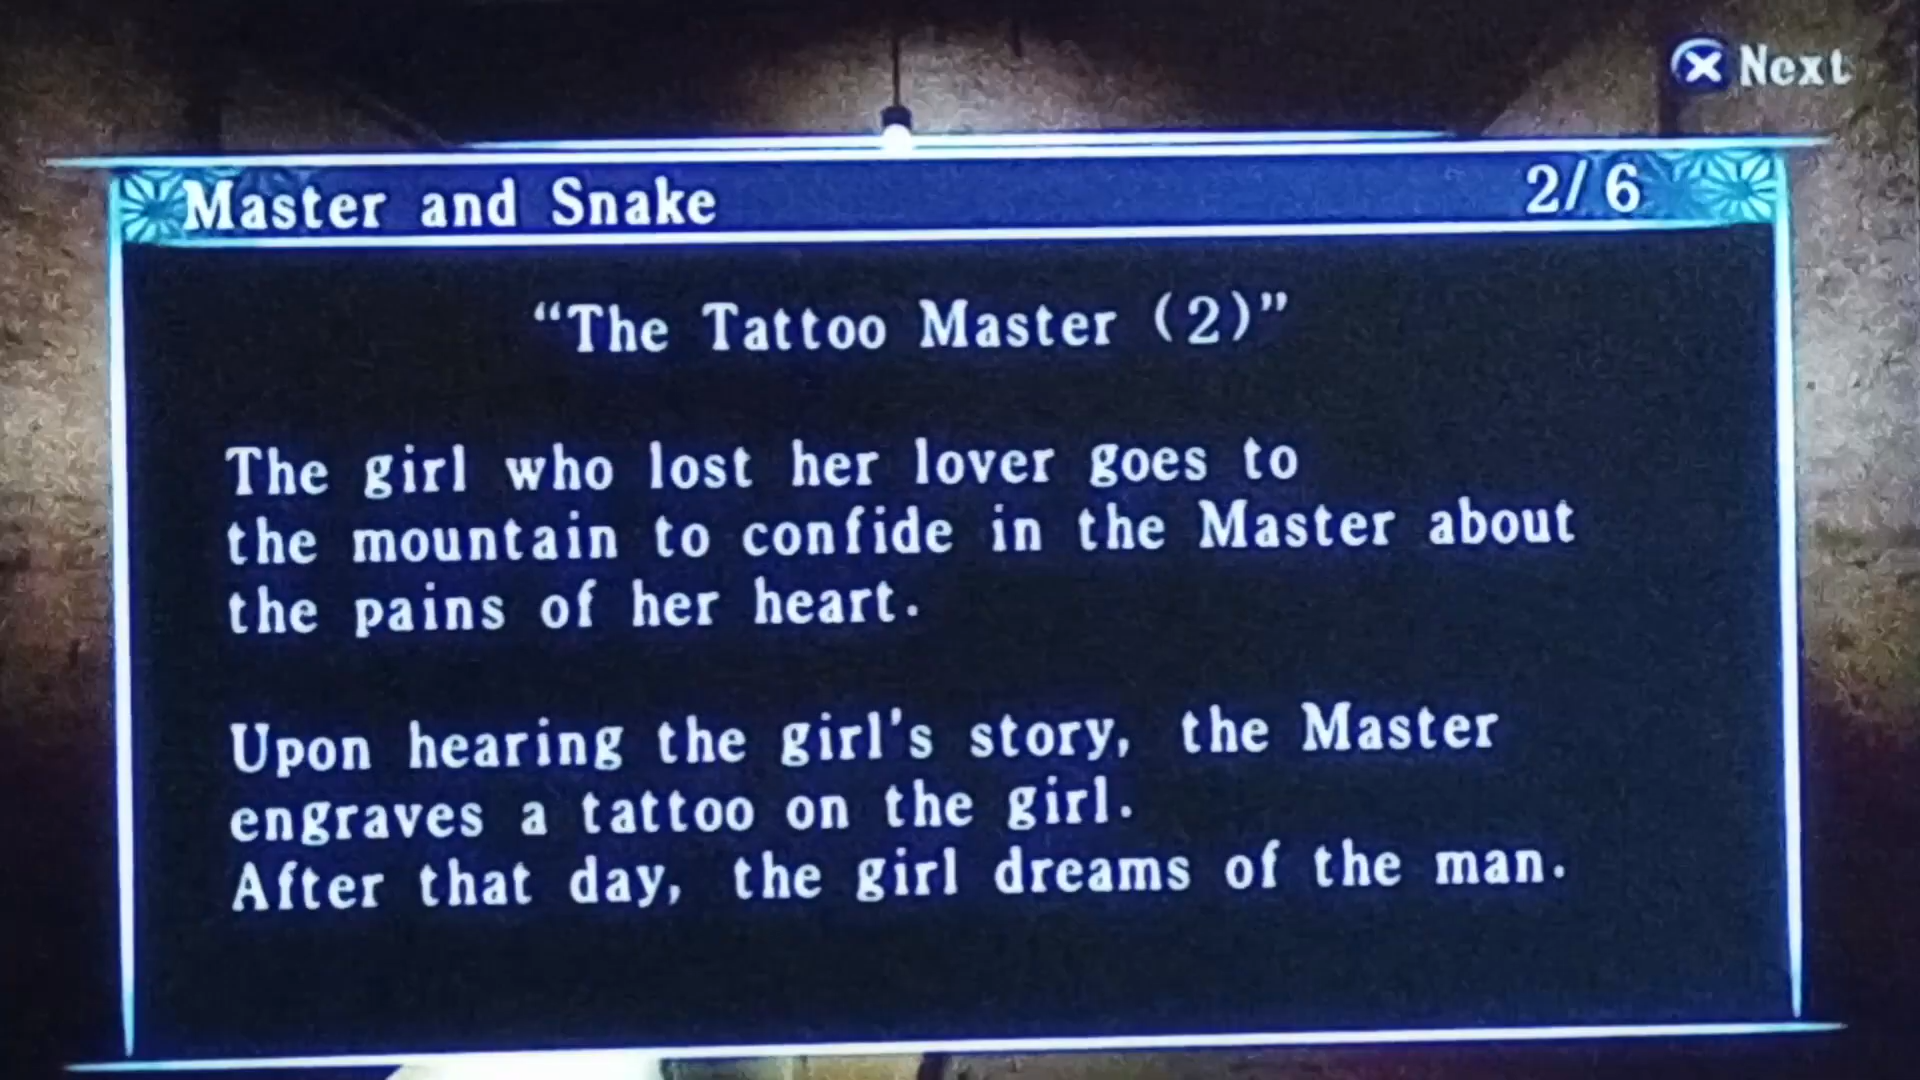 Next
Master and Snake 2/6
“The Tattoo Master (2)”
The girl who lost her lover goes to
the mountain to confide in the Master about
the pains of her heart.
Upon hearing the girl's story, the Master
engraves a tattoo on the girl.
After that day, the girl dreams of the man.